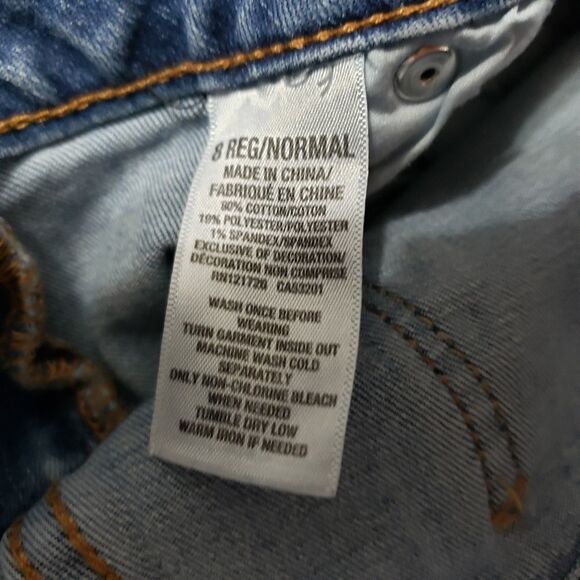 8 REG/NORMAL
MADE IN CHINA/
FABRIQUÉ EN CHINE
80% COTTON/COTON
19% POLYESTER/POLYESTER
1% SPANDEX/SPANDEX
EXCLUSIVE OF DECORATION/
DÉCORATION NON COMPRISE
RN121726 CA53201
WASH ONCE BEFORE
WEARING
TURN GARMENT INSIDE OUT
MACHINE WASH COLD
SEPARATELY
ONLY NON-CHLORINE BLEACH
WHEN NEEDED
TUMBLE DRY LOW
WARM IRON IF NEEDED